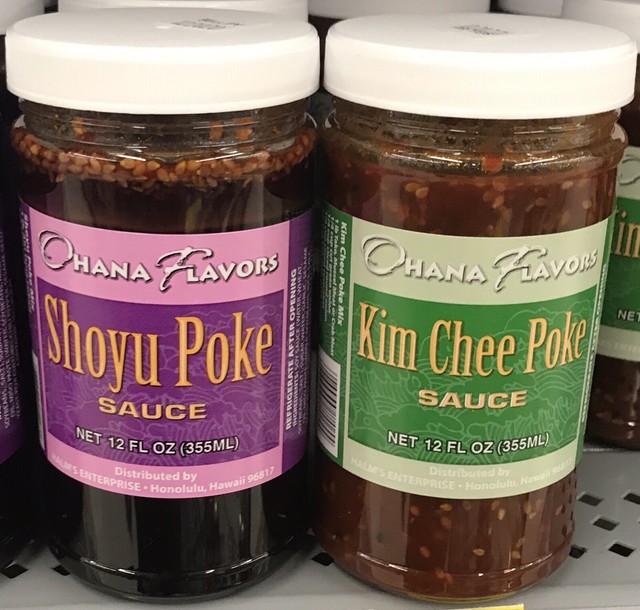 OHANA FLAVORS
Shoyu Poke
SAUCE
NET 12 FL OZ (355ML)
Distributed by
HALM'S ENTERPRISE • Honolulu, Hawaii 96817
REFRIGERATE AFTER OPENING
Kim Chee Poke Mix
OHANA FLAVORS
Kim Chee Poke
SAUCE
NET 12 FL OZ (355ML)
Distributed by
HALM'S ENTERPRISE • Honolulu, Hawaii
NET